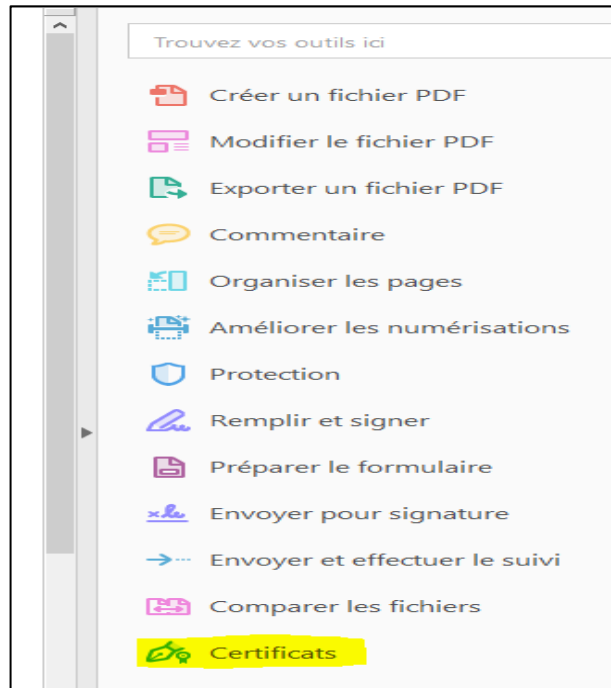 Trouvez vos outils ici
Créer un fichier PDF
Modifier le fichier PDF
Exporter un fichier PDF
Commentaire
Organiser les pages
Améliorer les numérisations
Protection
Remplir et signer
Préparer le formulaire
Envoyer pour signature
Envoyer et effectuer le suivi
Comparer les fichiers
Certificats